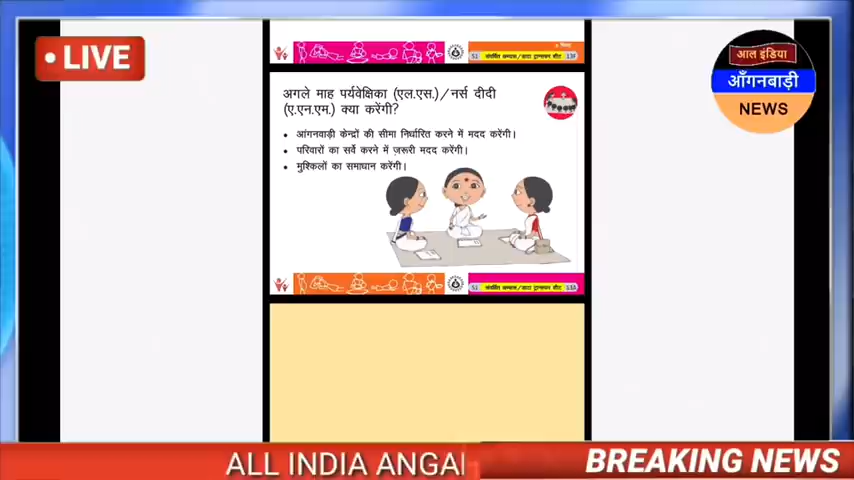 LIVE
आल इंडिया
आँगनबाड़ी
NEWS
अगले माह पर्यवेक्षिका (एल.एस.)/नर्स दीदी
(ए.एन.एम.) क्या करेंगी?
• आंगनवाड़ी केन्द्रों की सीमा निर्धारित करने में मदद करेंगी।
• परिवारों का सर्वे करने में ज़रूरी मदद करेंगी।
• मुश्किलों का समाधान करेंगी।
ALL INDIA ANGA
BREAKING NEWS